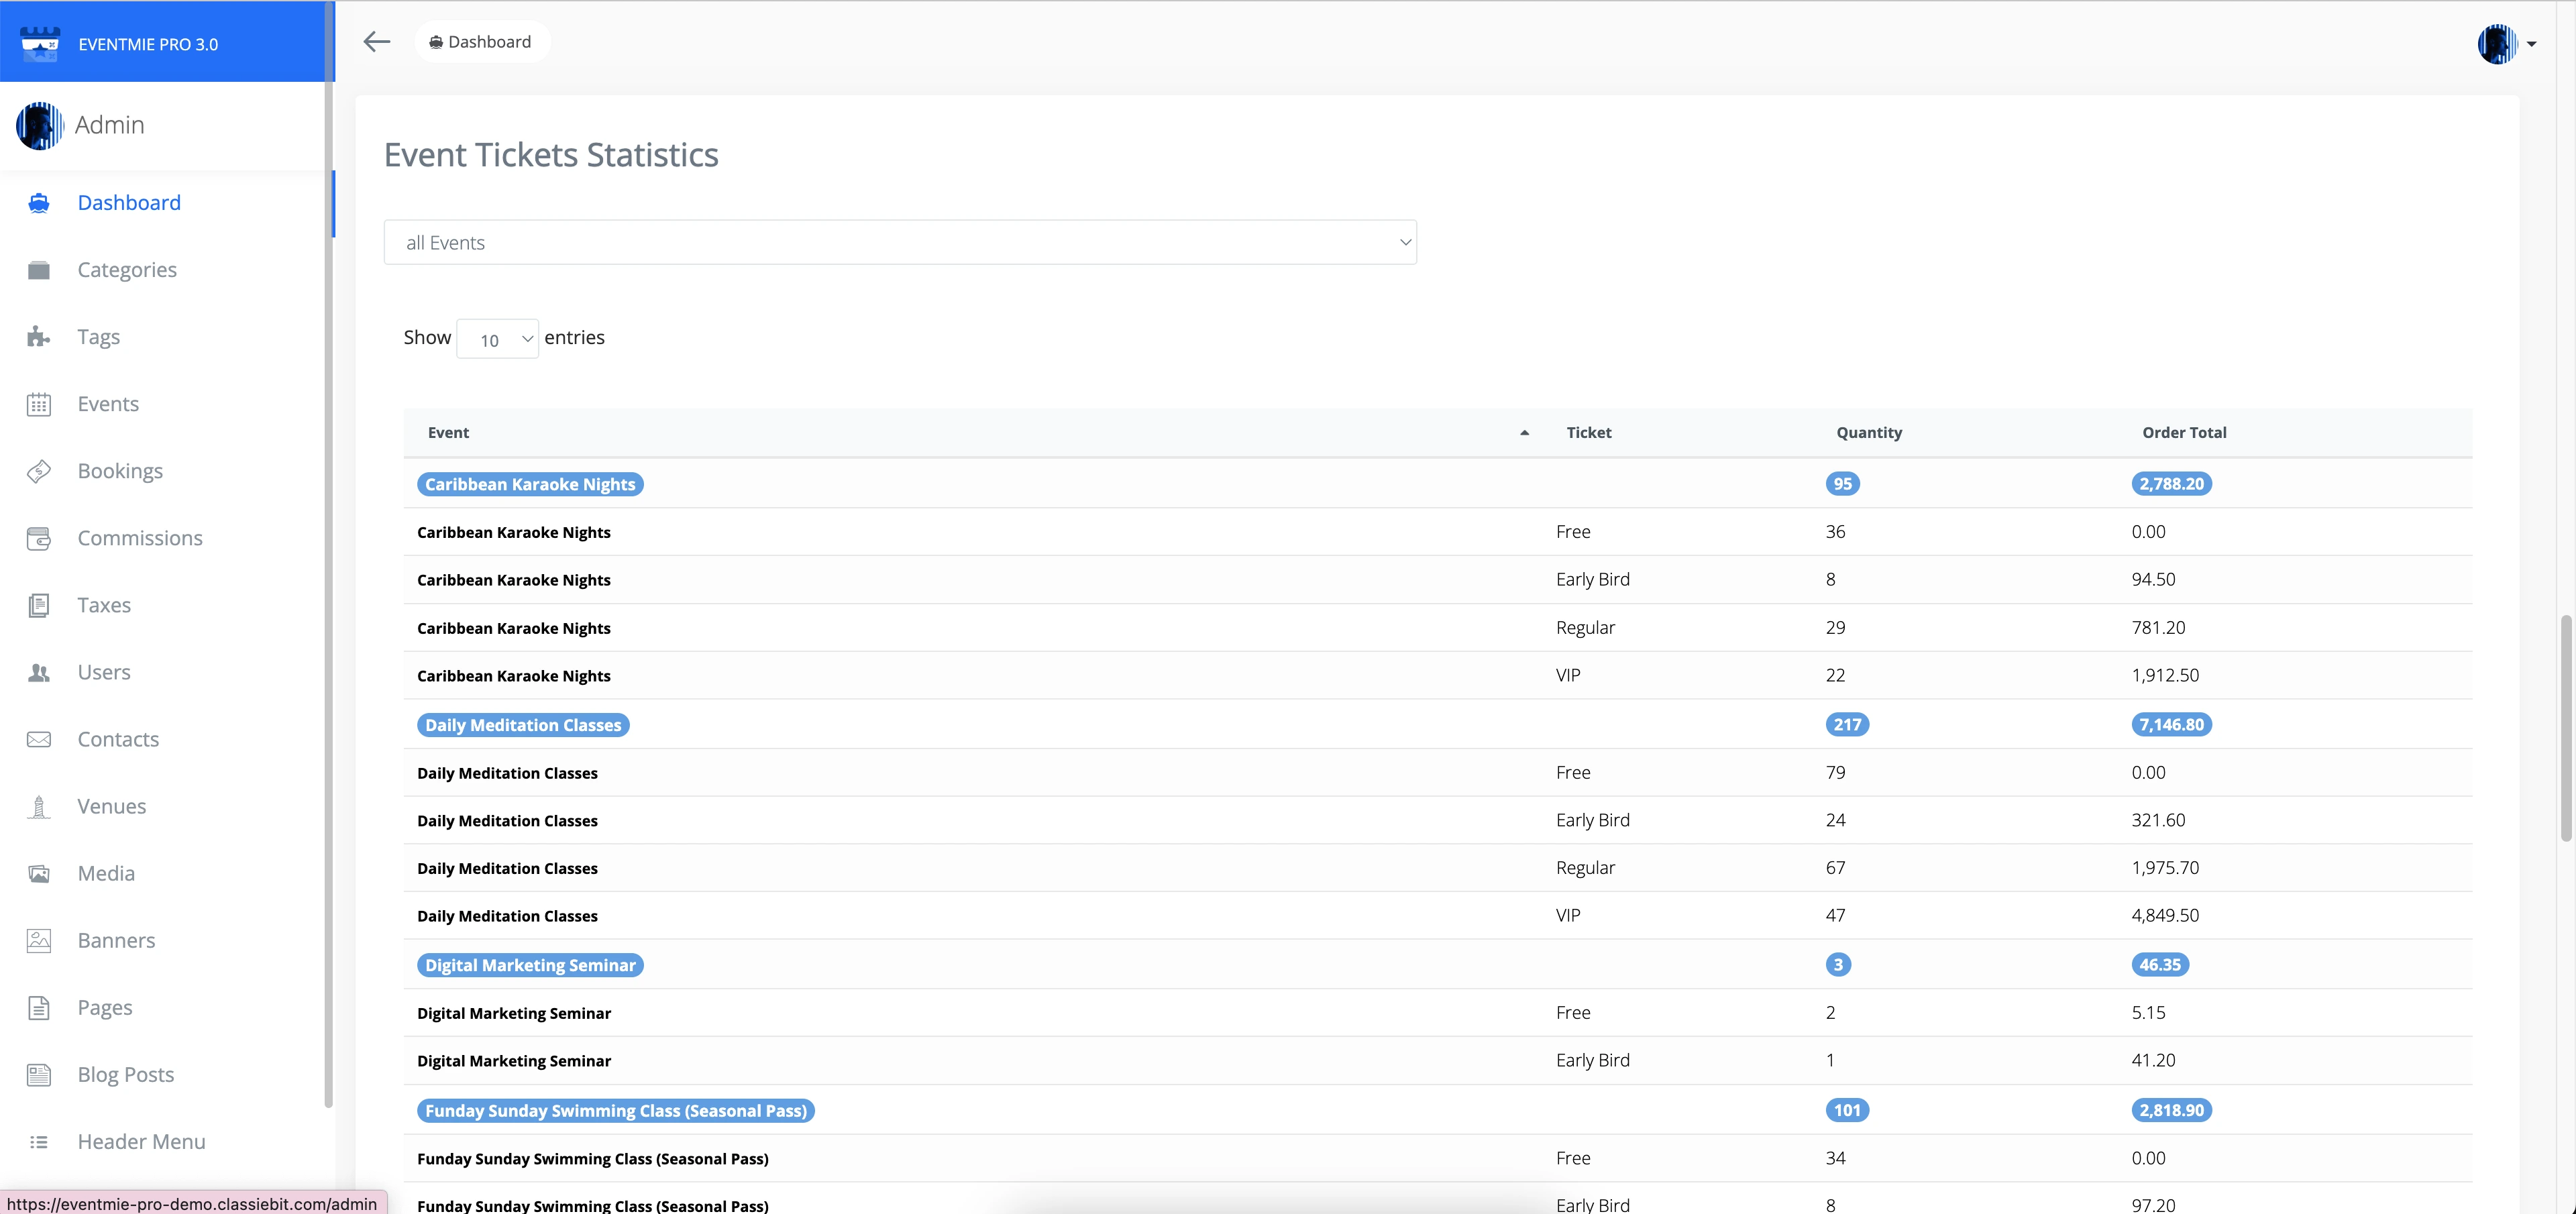 EVENTMIE PRO 3.0
Dashboard
Admin
Dashboard
Categories
Tags
Events
Bookings
Commissions
Taxes
Users
Contacts
Venues
Media
Banners
Pages
Blog Posts
Header Menu
https://eventmie-pro-demo.classiebit.com/admin
Event Tickets Statistics
all Events
Show 10 entries
Event Ticket Quantity Order Total
Caribbean Karaoke Nights 95 2,788.20
Caribbean Karaoke Nights Free 36 0.00
Caribbean Karaoke Nights Early Bird 8 94.50
Caribbean Karaoke Nights Regular 29 781.20
Caribbean Karaoke Nights VIP 22 1,912.50
Daily Meditation Classes 217 7,146.80
Daily Meditation Classes Free 79 0.00
Daily Meditation Classes Early Bird 24 321.60
Daily Meditation Classes Regular 67 1,975.70
Daily Meditation Classes VIP 47 4,849.50
Digital Marketing Seminar 3 46.35
Digital Marketing Seminar Free 2 5.15
Digital Marketing Seminar Early Bird 1 41.20
Funday Sunday Swimming Class (Seasonal Pass) 101 2,818.90
Funday Sunday Swimming Class (Seasonal Pass) Free 34 0.00
Funday Sunday Swimming Class (Seasonal Pass) Early Bird 8 97.20